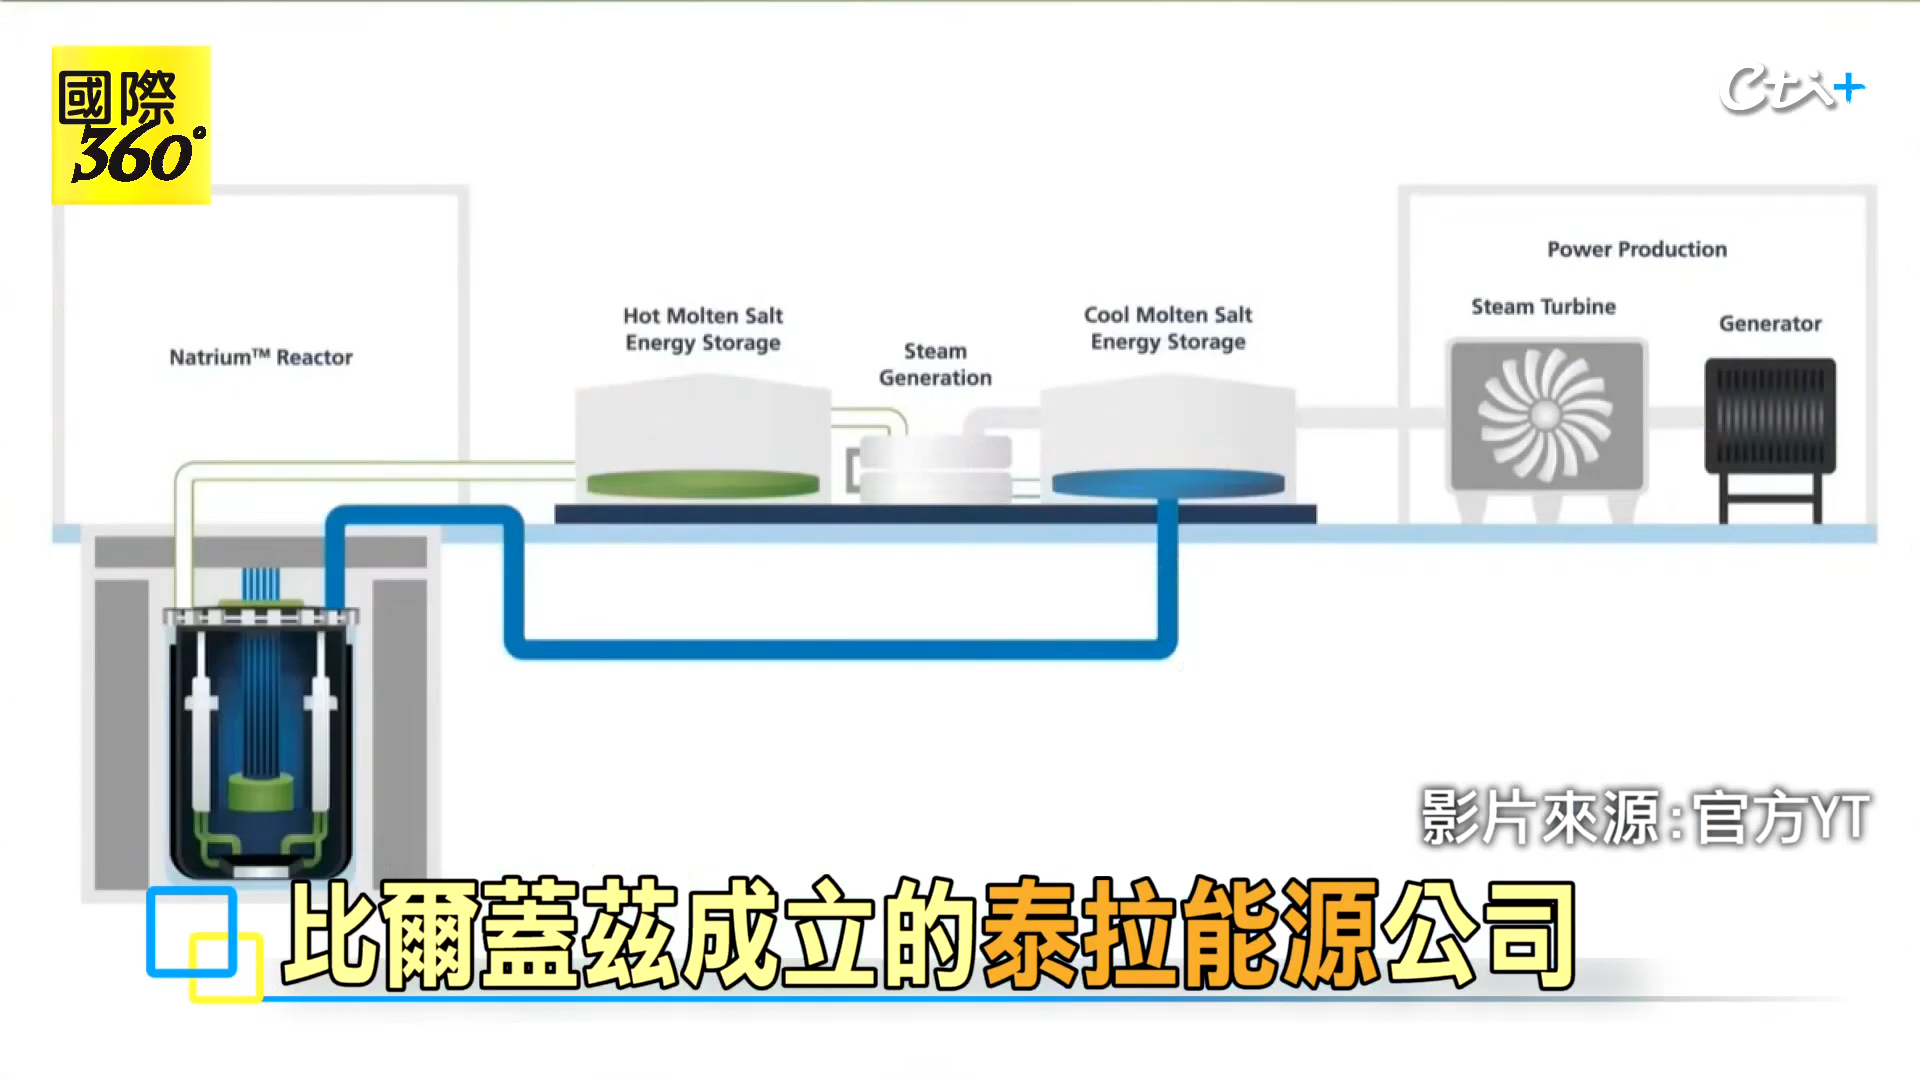 國際
360°
cti+
Power Production
Steam Turbine
Generator
Hot Molten Salt
Energy Storage
Cool Molten Salt
Energy Storage
Steam
Generation
Natrium™ Reactor
影片來源:官方YT
比爾蓋茲成立的泰拉能源公司